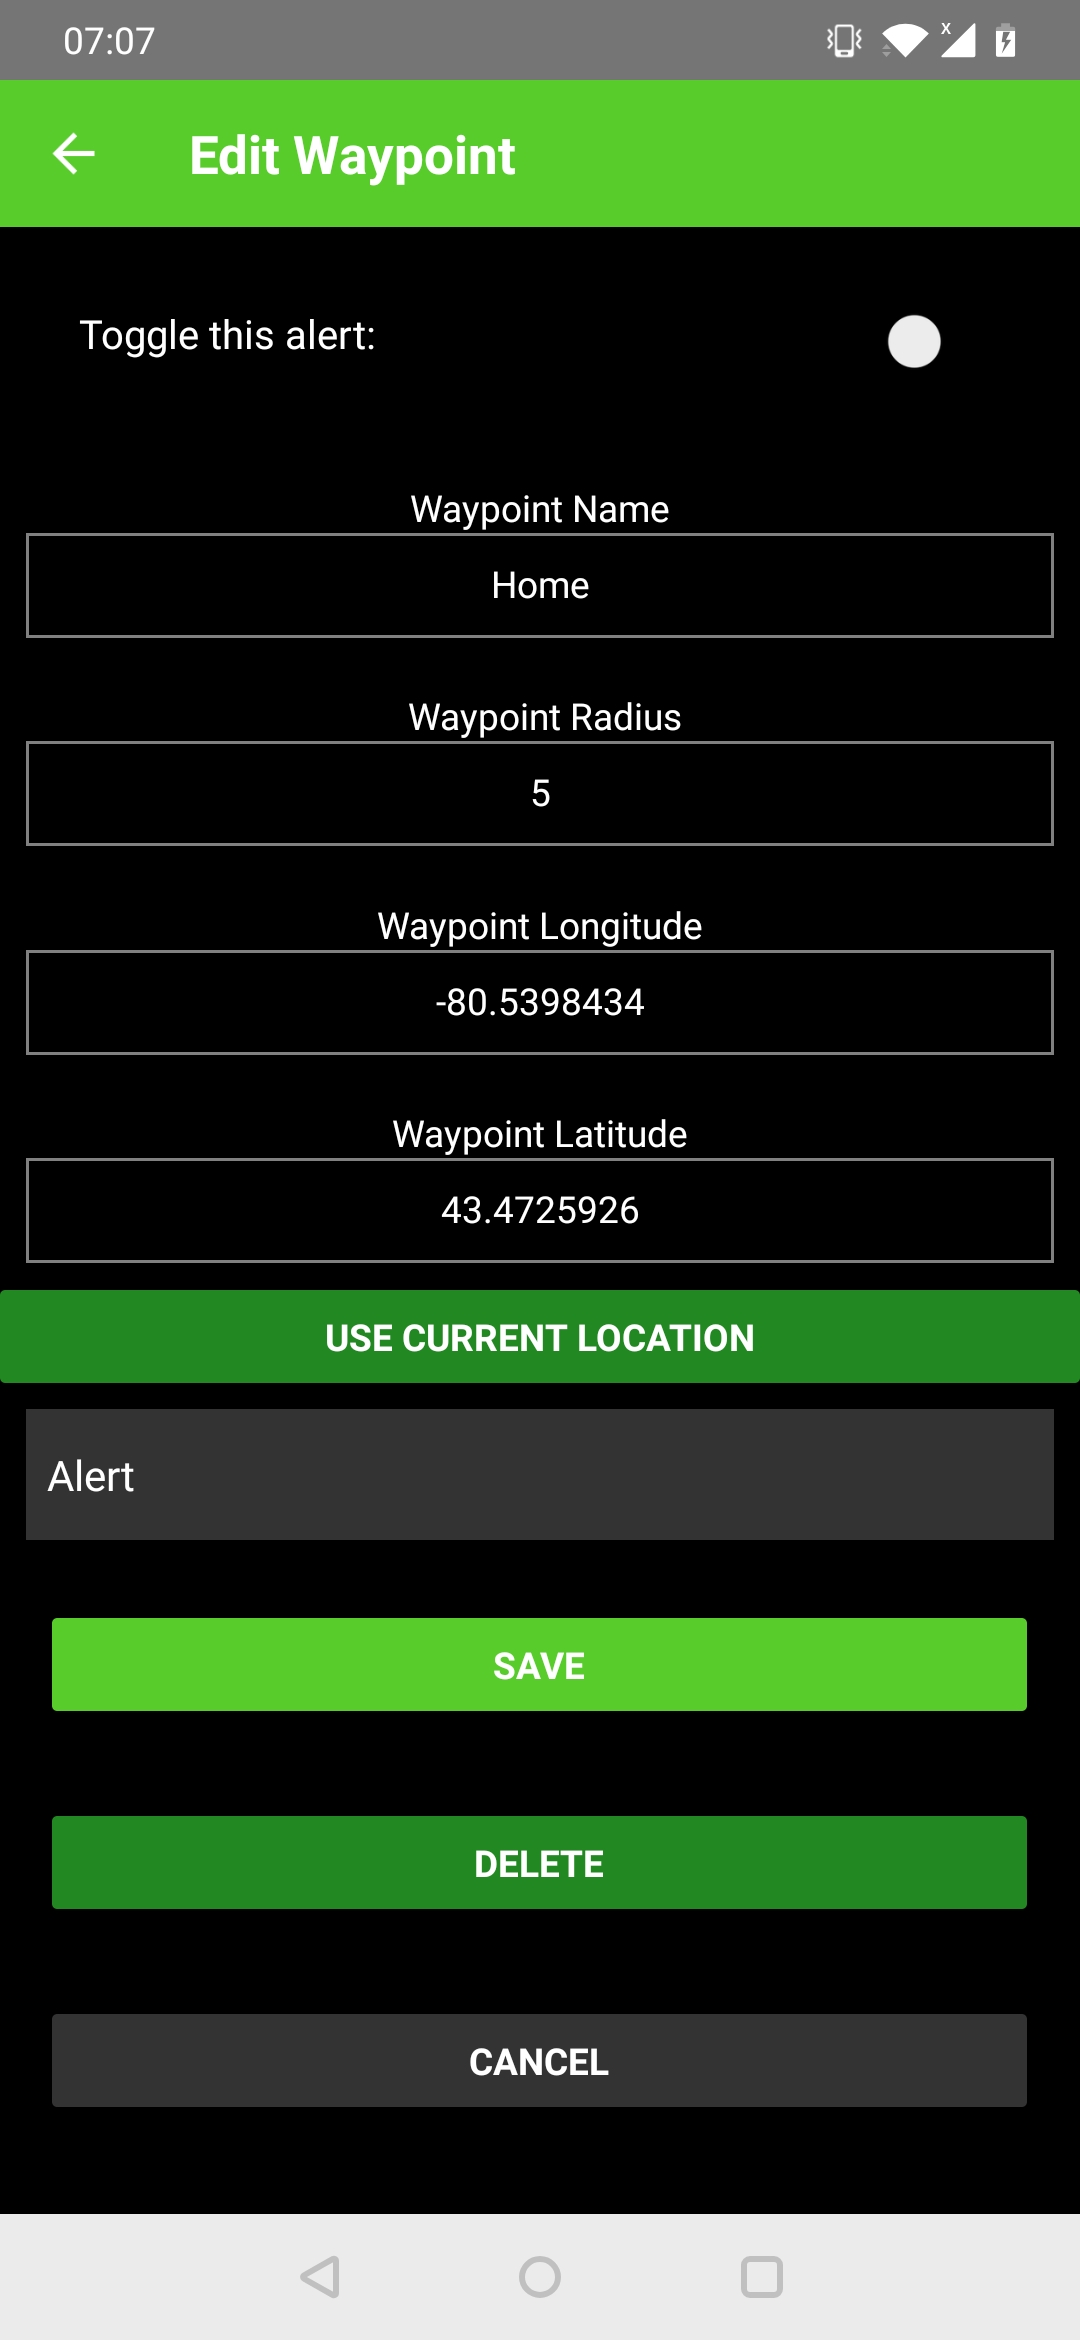 07:07
x
Edit Waypoint
Toggle this alert:
Waypoint Name
Home
Waypoint Radius
5
Waypoint Longitude
-80.5398434
Waypoint Latitude
43.4725926
USE CURRENT LOCATION
Alert
SAVE
DELETE
CANCEL